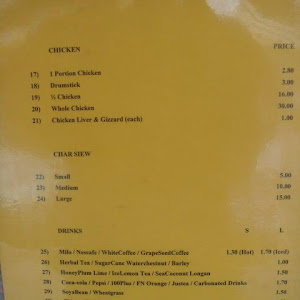 CHICKEN PRICE
17) 1 Portion Chicken 2.80
18) Drumstick 3.00
19) ½ Chicken 16.00
20) Whole Chicken 30.00
21) Chicken Liver & Gizzard (each) 1.00
CHAR SIEW
22) Small 5.00
23) Medium 10.00
24) Large 15.00
DRINKS S L
25) Milo / Nescafe / WhiteCoffee / GrapeSeedCoffee 1.50 (Hot) 1.70 (Iced)
26) Herbal Tea / SugarCane Waterchestnut / Barley 1.00
27) HoneyPlum Lime / IceLemon Tea / SeaCoconut Longan 1.50
28) Coca-cola / Pepsi / 100Plus / FN Orange / Justea / Carbonated Drinks 1.70
29) SoyaBean / Wheatgrass 1.50